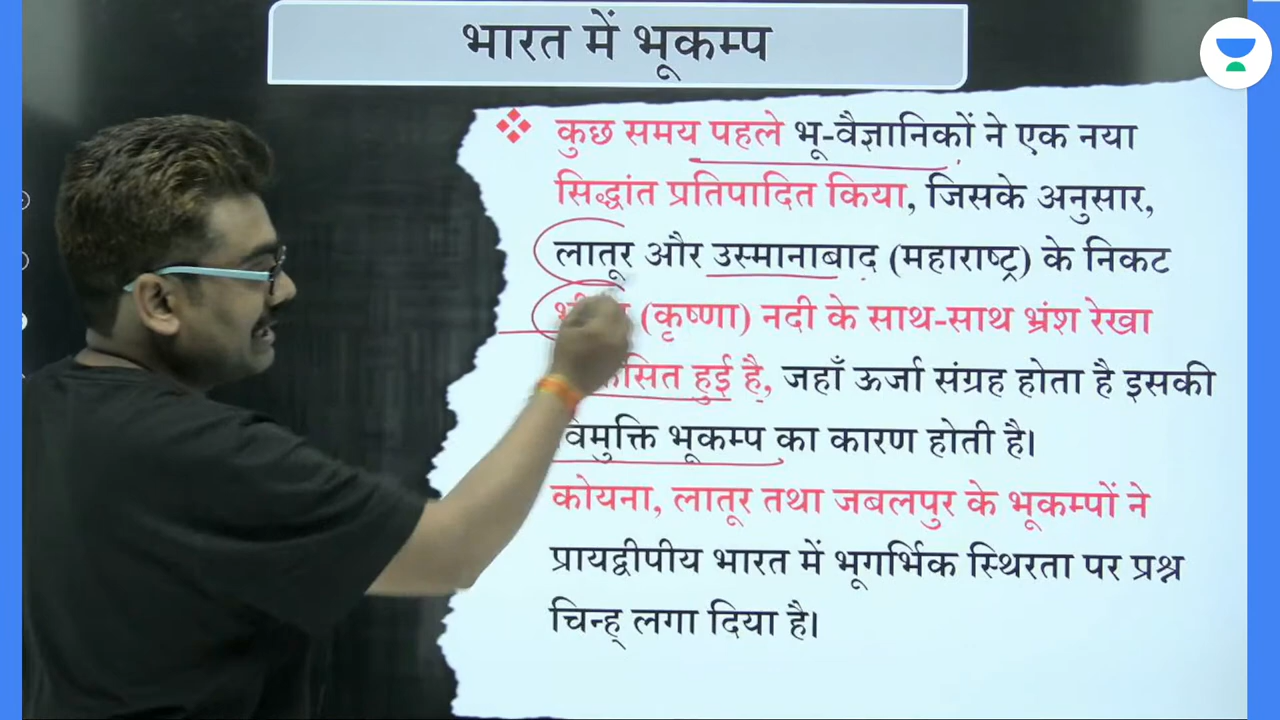 भारत में भूकम्प
कुछ समय पहले भू-वैज्ञानिकों ने एक नया
सिद्धांत प्रतिपादित किया, जिसके अनुसार,
लातूर और उस्मानाबाद (महाराष्ट्र) के निकट
(कृष्णा) नदी के साथ-साथ भ्रंश रेखा
हुई है, जहाँ ऊर्जा संग्रह होता है इसकी
विमुक्ति भूकम्प का कारण होती है।
कोयना, लातूर तथा जबलपुर के भूकम्पों ने
प्रायद्वीपीय भारत में भूगर्भिक स्थिरता पर प्रश्न
चिन्ह् लगा दिया है।